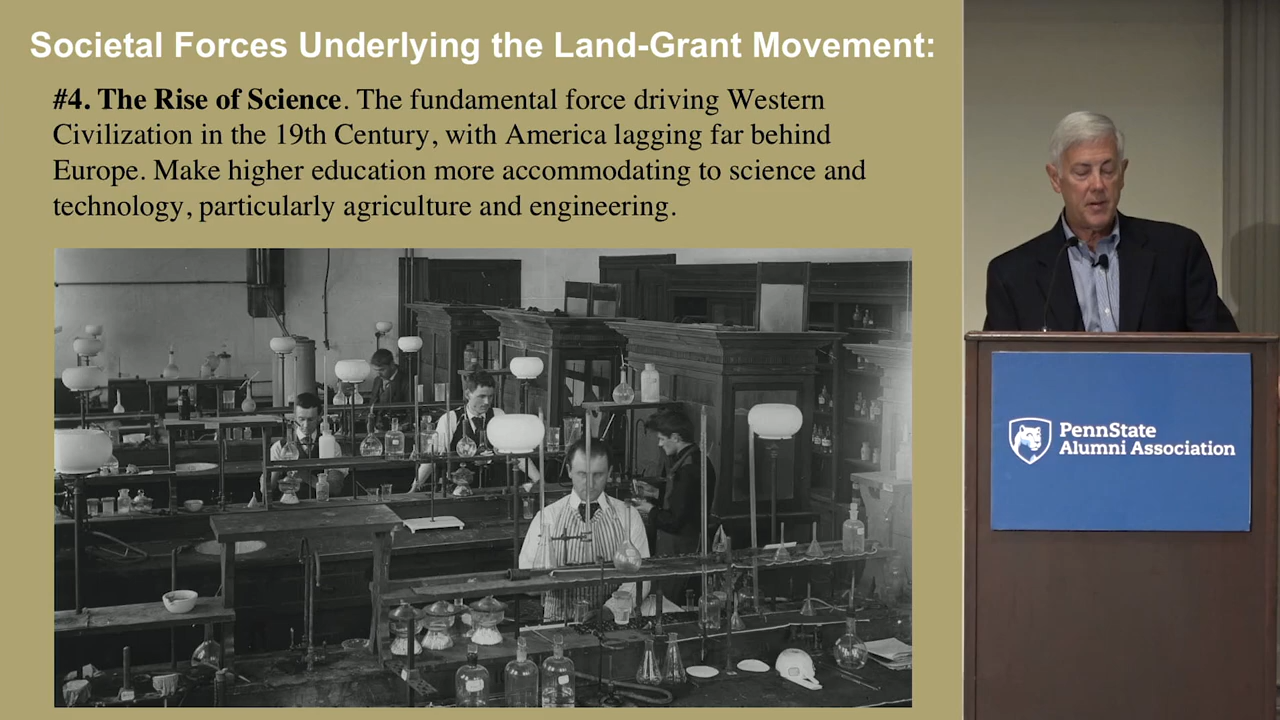 Societal Forces Underlying the Land-Grant Movement:
#4. The Rise of Science. The fundamental force driving Western
Civilization in the 19th Century, with America lagging far behind
Europe. Make higher education more accommodating to science and
technology, particularly agriculture and engineering.
PennState
Alumni Association